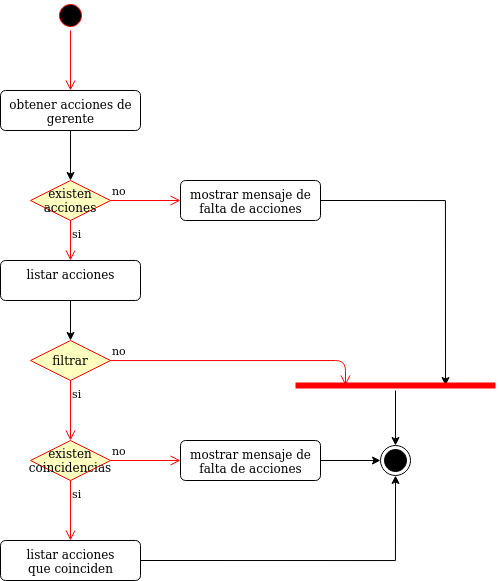 obtener acciones de
gerente
existen
acciones
no
mostrar mensaje de
falta de acciones
si
listar acciones
filtrar
no
si
existen
coincidencias
no
mostrar mensaje de
falta de acciones
si
listar acciones
que coinciden